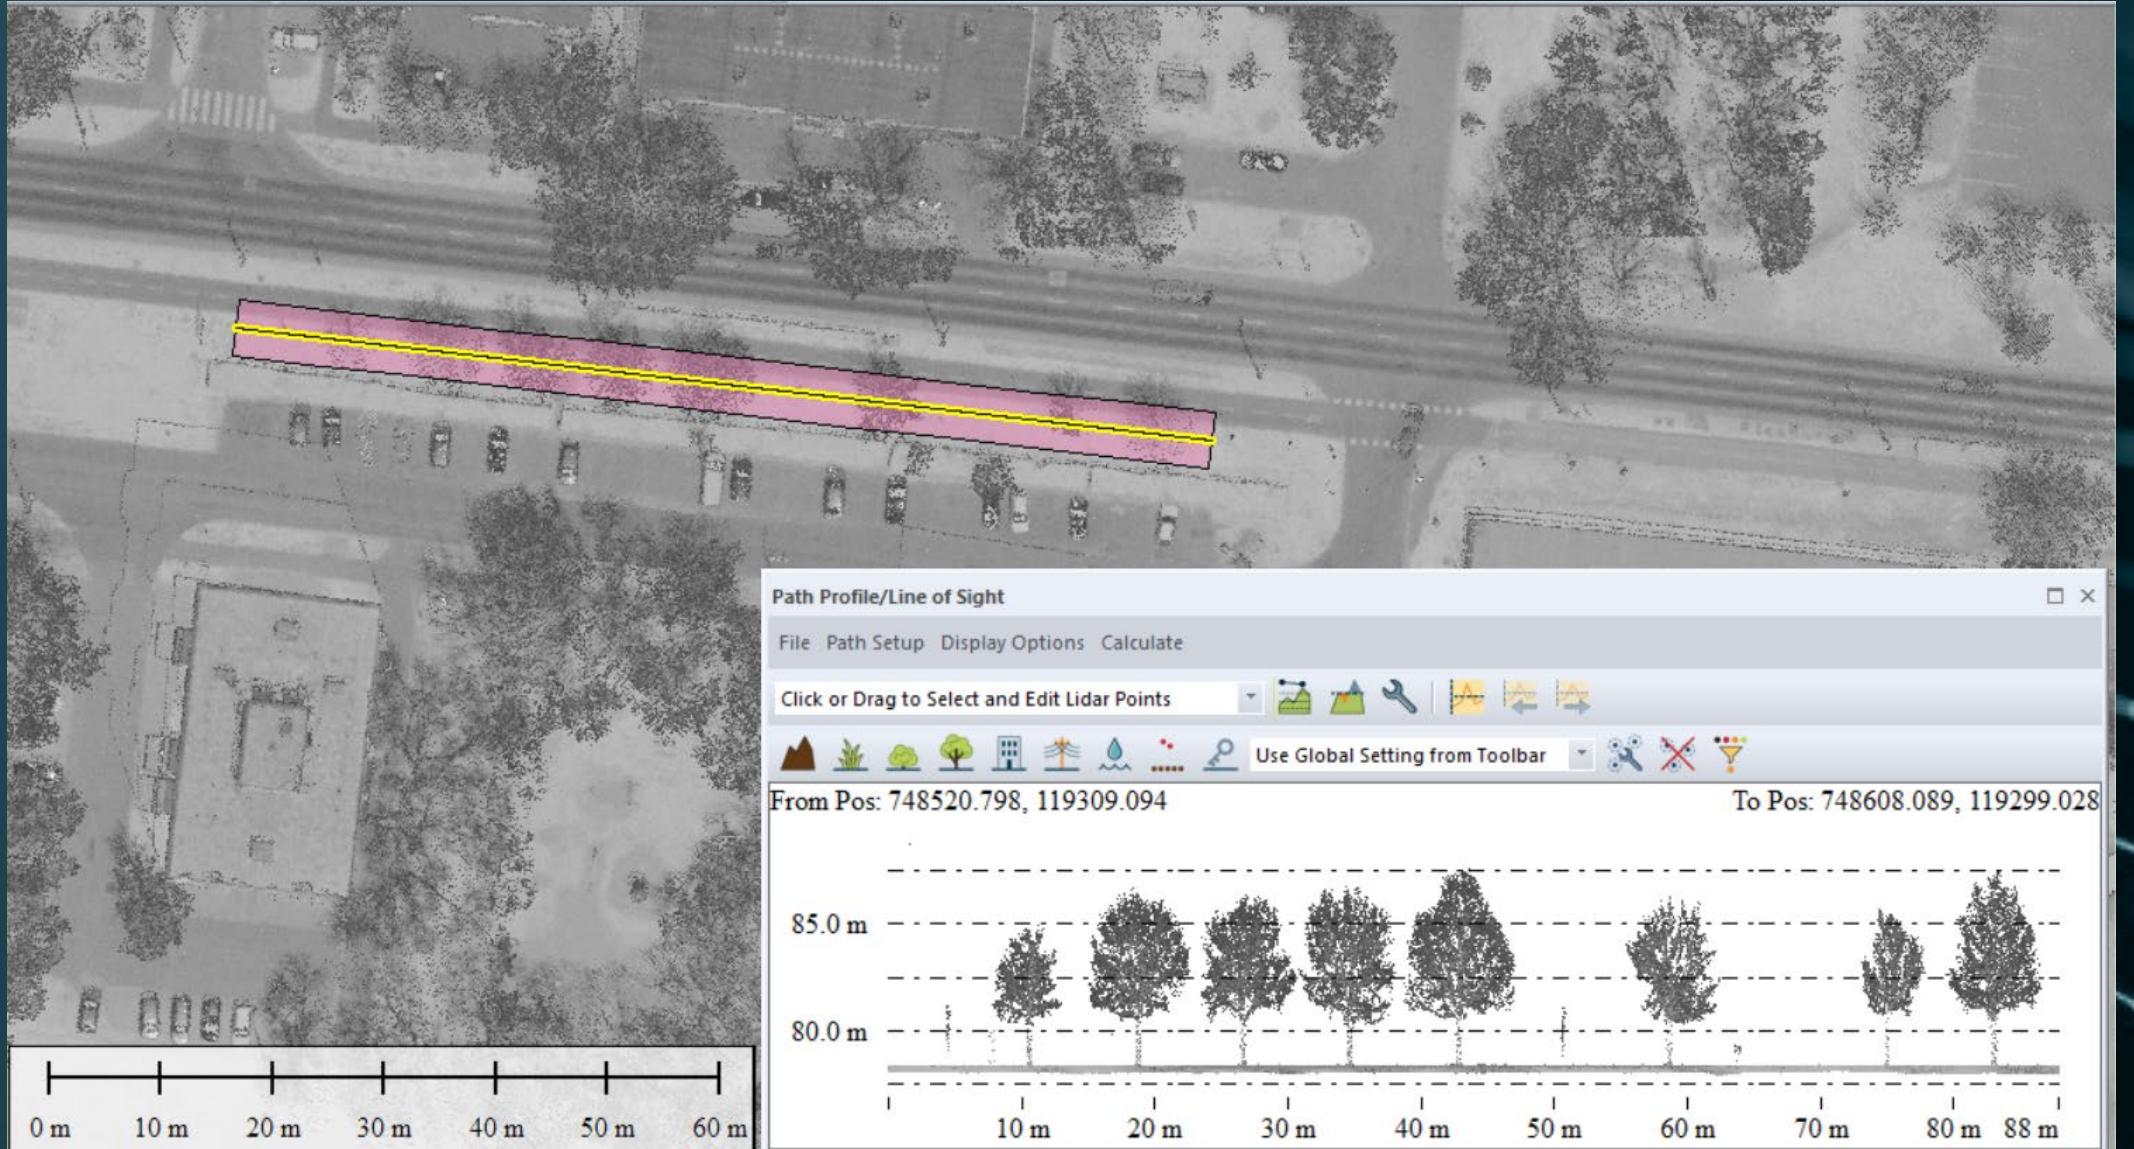 Path Profile/Line of Sight
File Path Setup Display Options Calculate
Click or Drag to Select and Edit Lidar Points
Use Global Setting from Toolbar
From Pos: 748520.798, 119309.094 To Pos: 748608.089, 119299.028
85.0 m
80.0 m
10 m 20 m 30 m 40 m 50 m 60 m 70 m 80 m 88 m
0 m 10 m 20 m 30 m 40 m 50 m 60 m